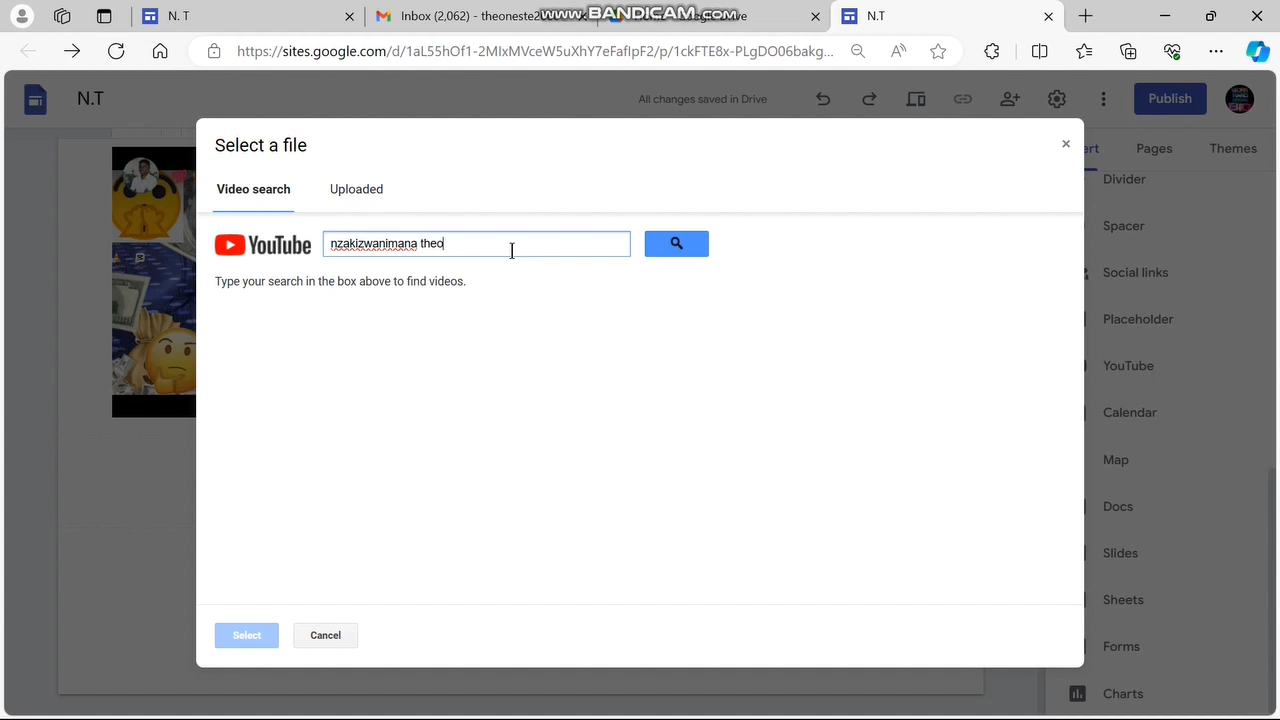 N. T
Inbox (2,062) - theoneste2
www.BANDICAM.com
N.T
https://sites.google.com/d/1aL55hOf1-2MIxMVceW5uXhY7eFafIpF2/p/1ckFTE8x-PLgDO06bakg...
N.T
All changes saved in Drive
Publish
Select a file
Pages
Themes
Video search
Uploaded
Divider
Spacer
YouTube
nzakizwanimana theo
Type your search in the box above to find videos.
Social links
Placeholder
YouTube
Calendar
Map
Docs
Slides
Sheets
Select
Cancel
Forms
Charts